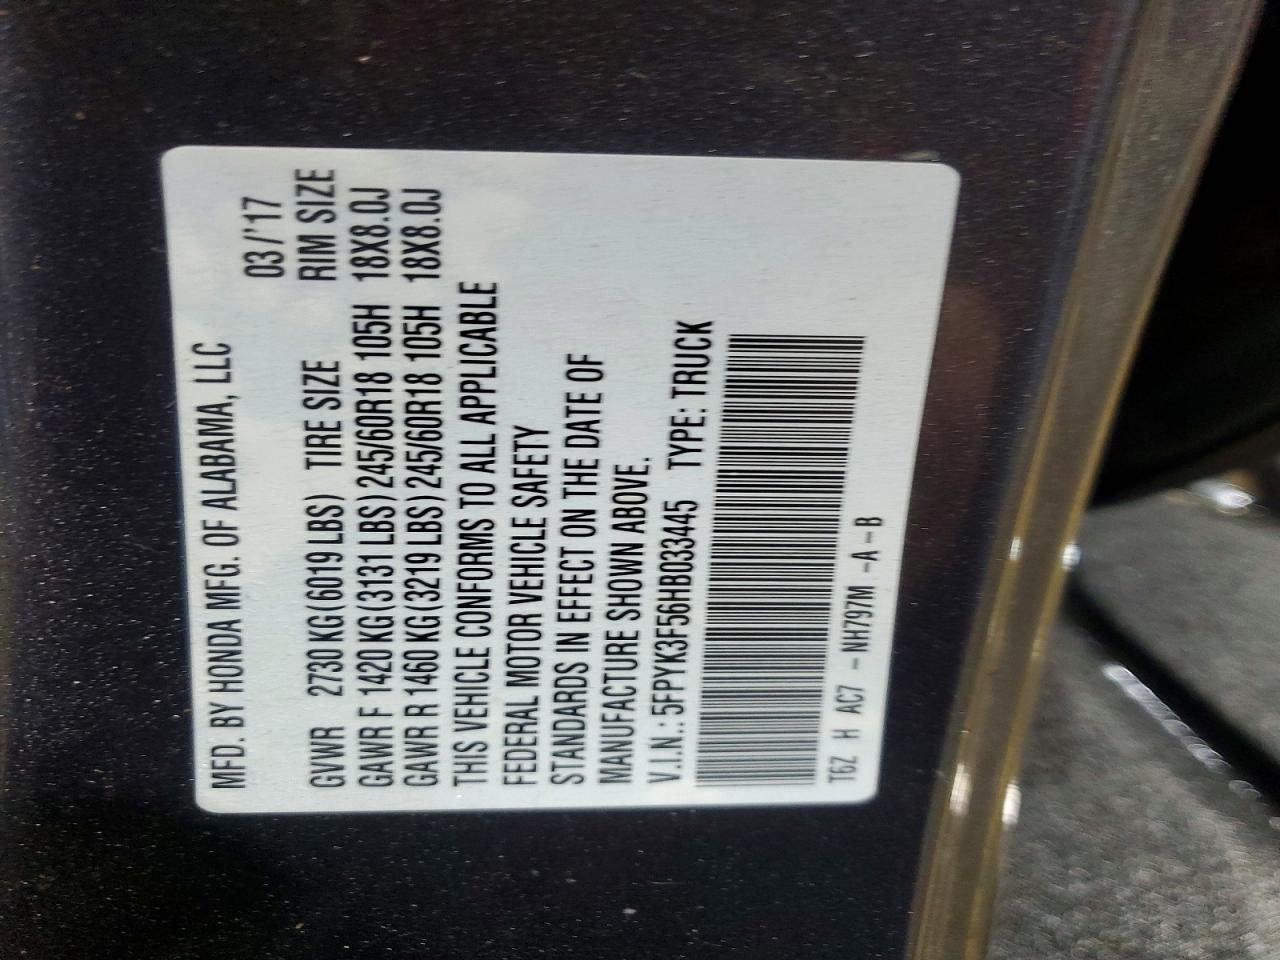 MFD. BY HONDA MFG. OF ALABAMA, LLC
03/'17
GVWR 2730 KG(6019 LBS) TIRE SIZE RIM SIZE
GAWR F 1420 KG(3131 LBS) 245/60R18 105H 18X8.0J
GAWR R 1460 KG(3219 LBS) 245/60R18 105H 18X8.0J
THIS VEHICLE CONFORMS TO ALL APPLICABLE
FEDERAL MOTOR VEHICLE SAFETY
STANDARDS IN EFFECT ON THE DATE OF
MANUFACTURE SHOWN ABOVE.
V.I.N.: 5FPYK3F56HB033445 TYPE: TRUCK
T6Z H AC7 -NH797M -A-B